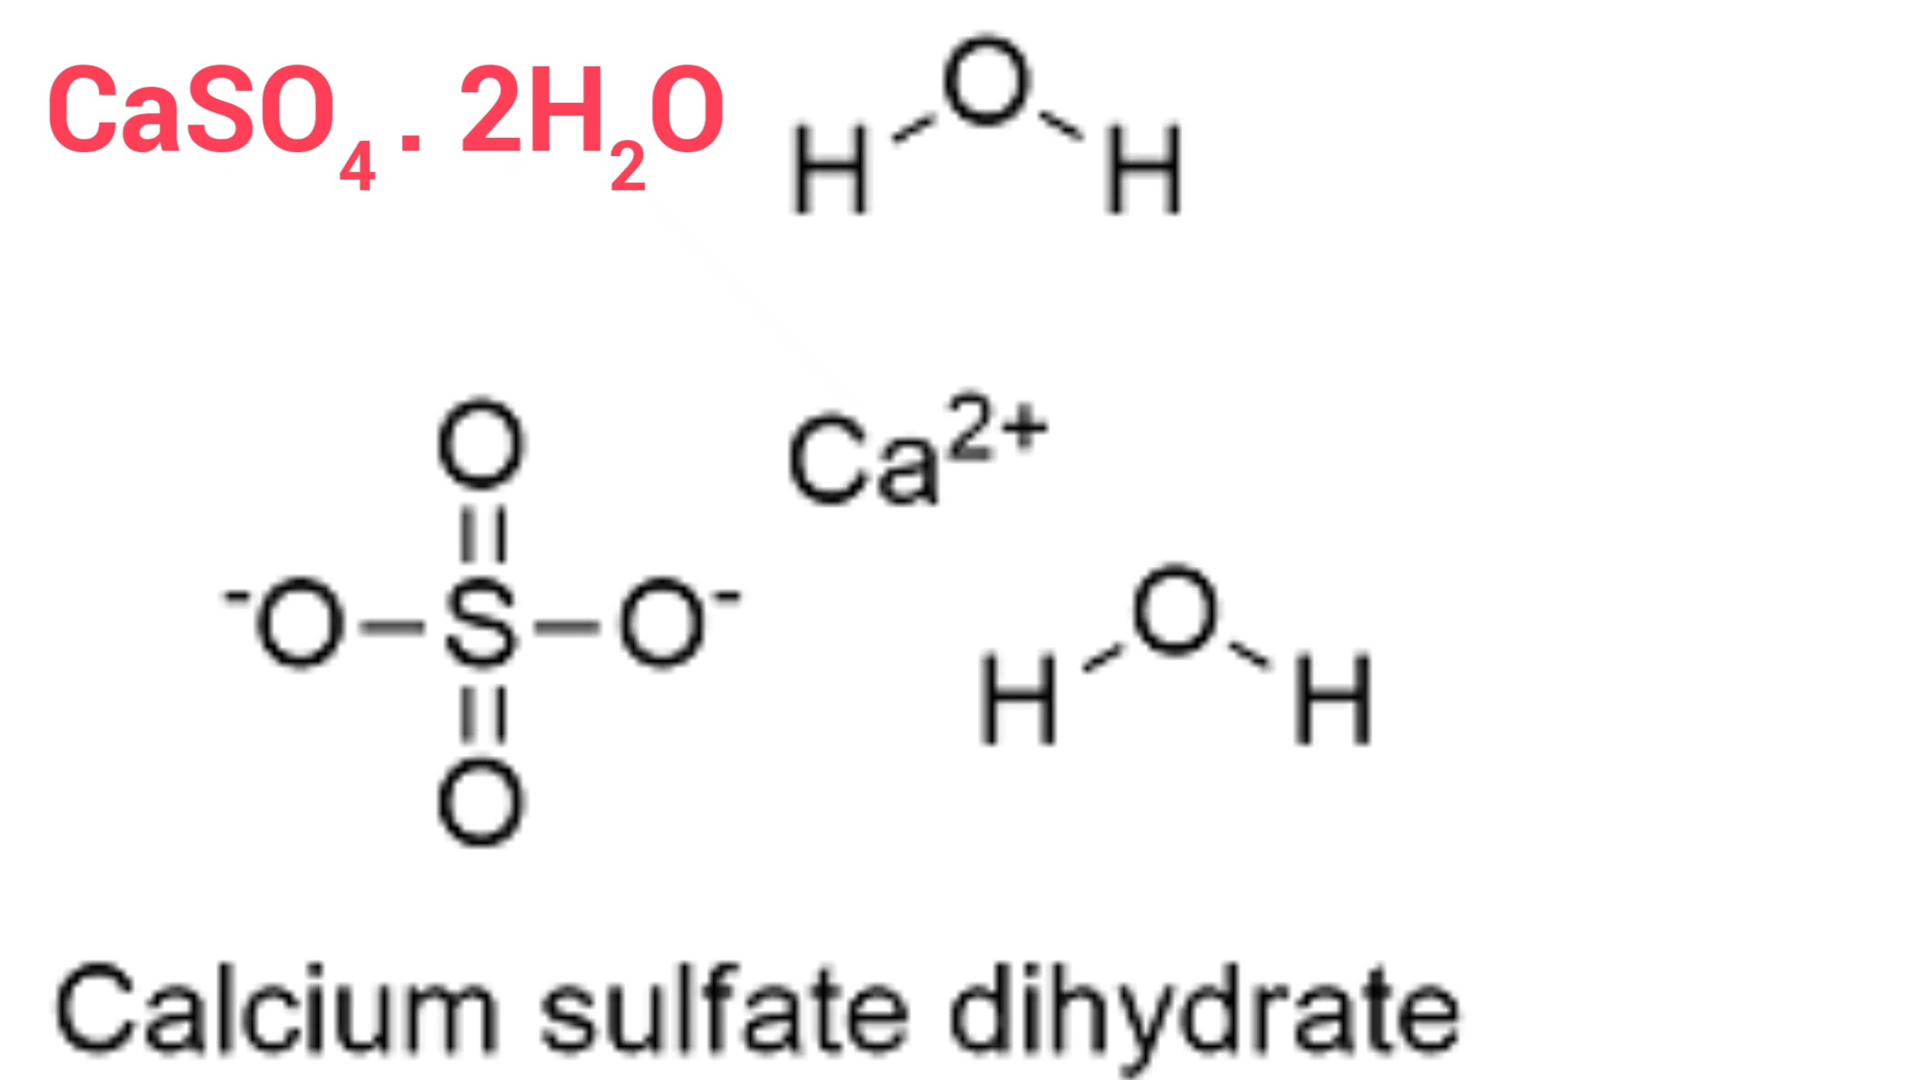 CaSO₄ . 2H₂O
O
H H
Ca²⁺
O
⁻O–S–O⁻
O
O
H H
Calcium sulfate dihydrate